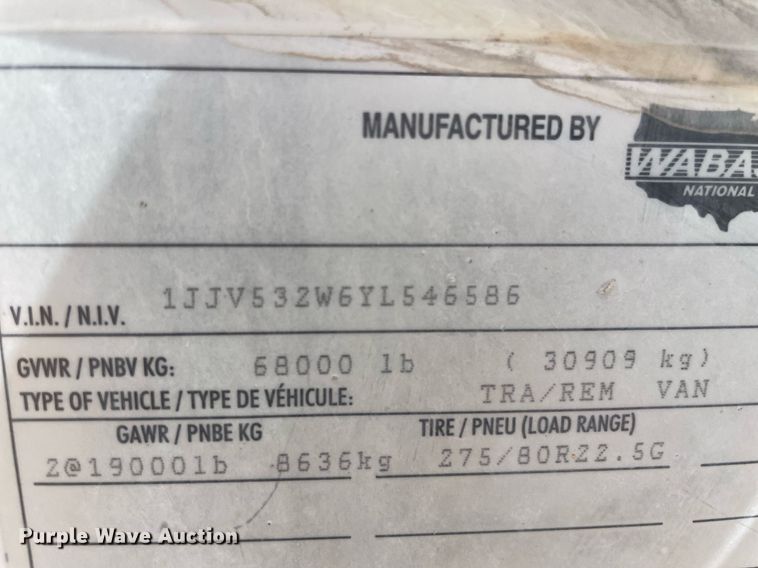 MANUFACTURED BY
WABAS
NATIONAL
V.I.N. / N.I.V. 1JJV532W6YL546586
GVWR / PNBV KG: 68000 lb ( 30909 kg)
TYPE OF VEHICLE / TYPE DE VÉHICULE: TRA/REM VAN
GAWR / PNBE KG TIRE / PNEU (LOAD RANGE)
2@19000lb 8636kg 275/80R22.5G
Purple Wave Auction